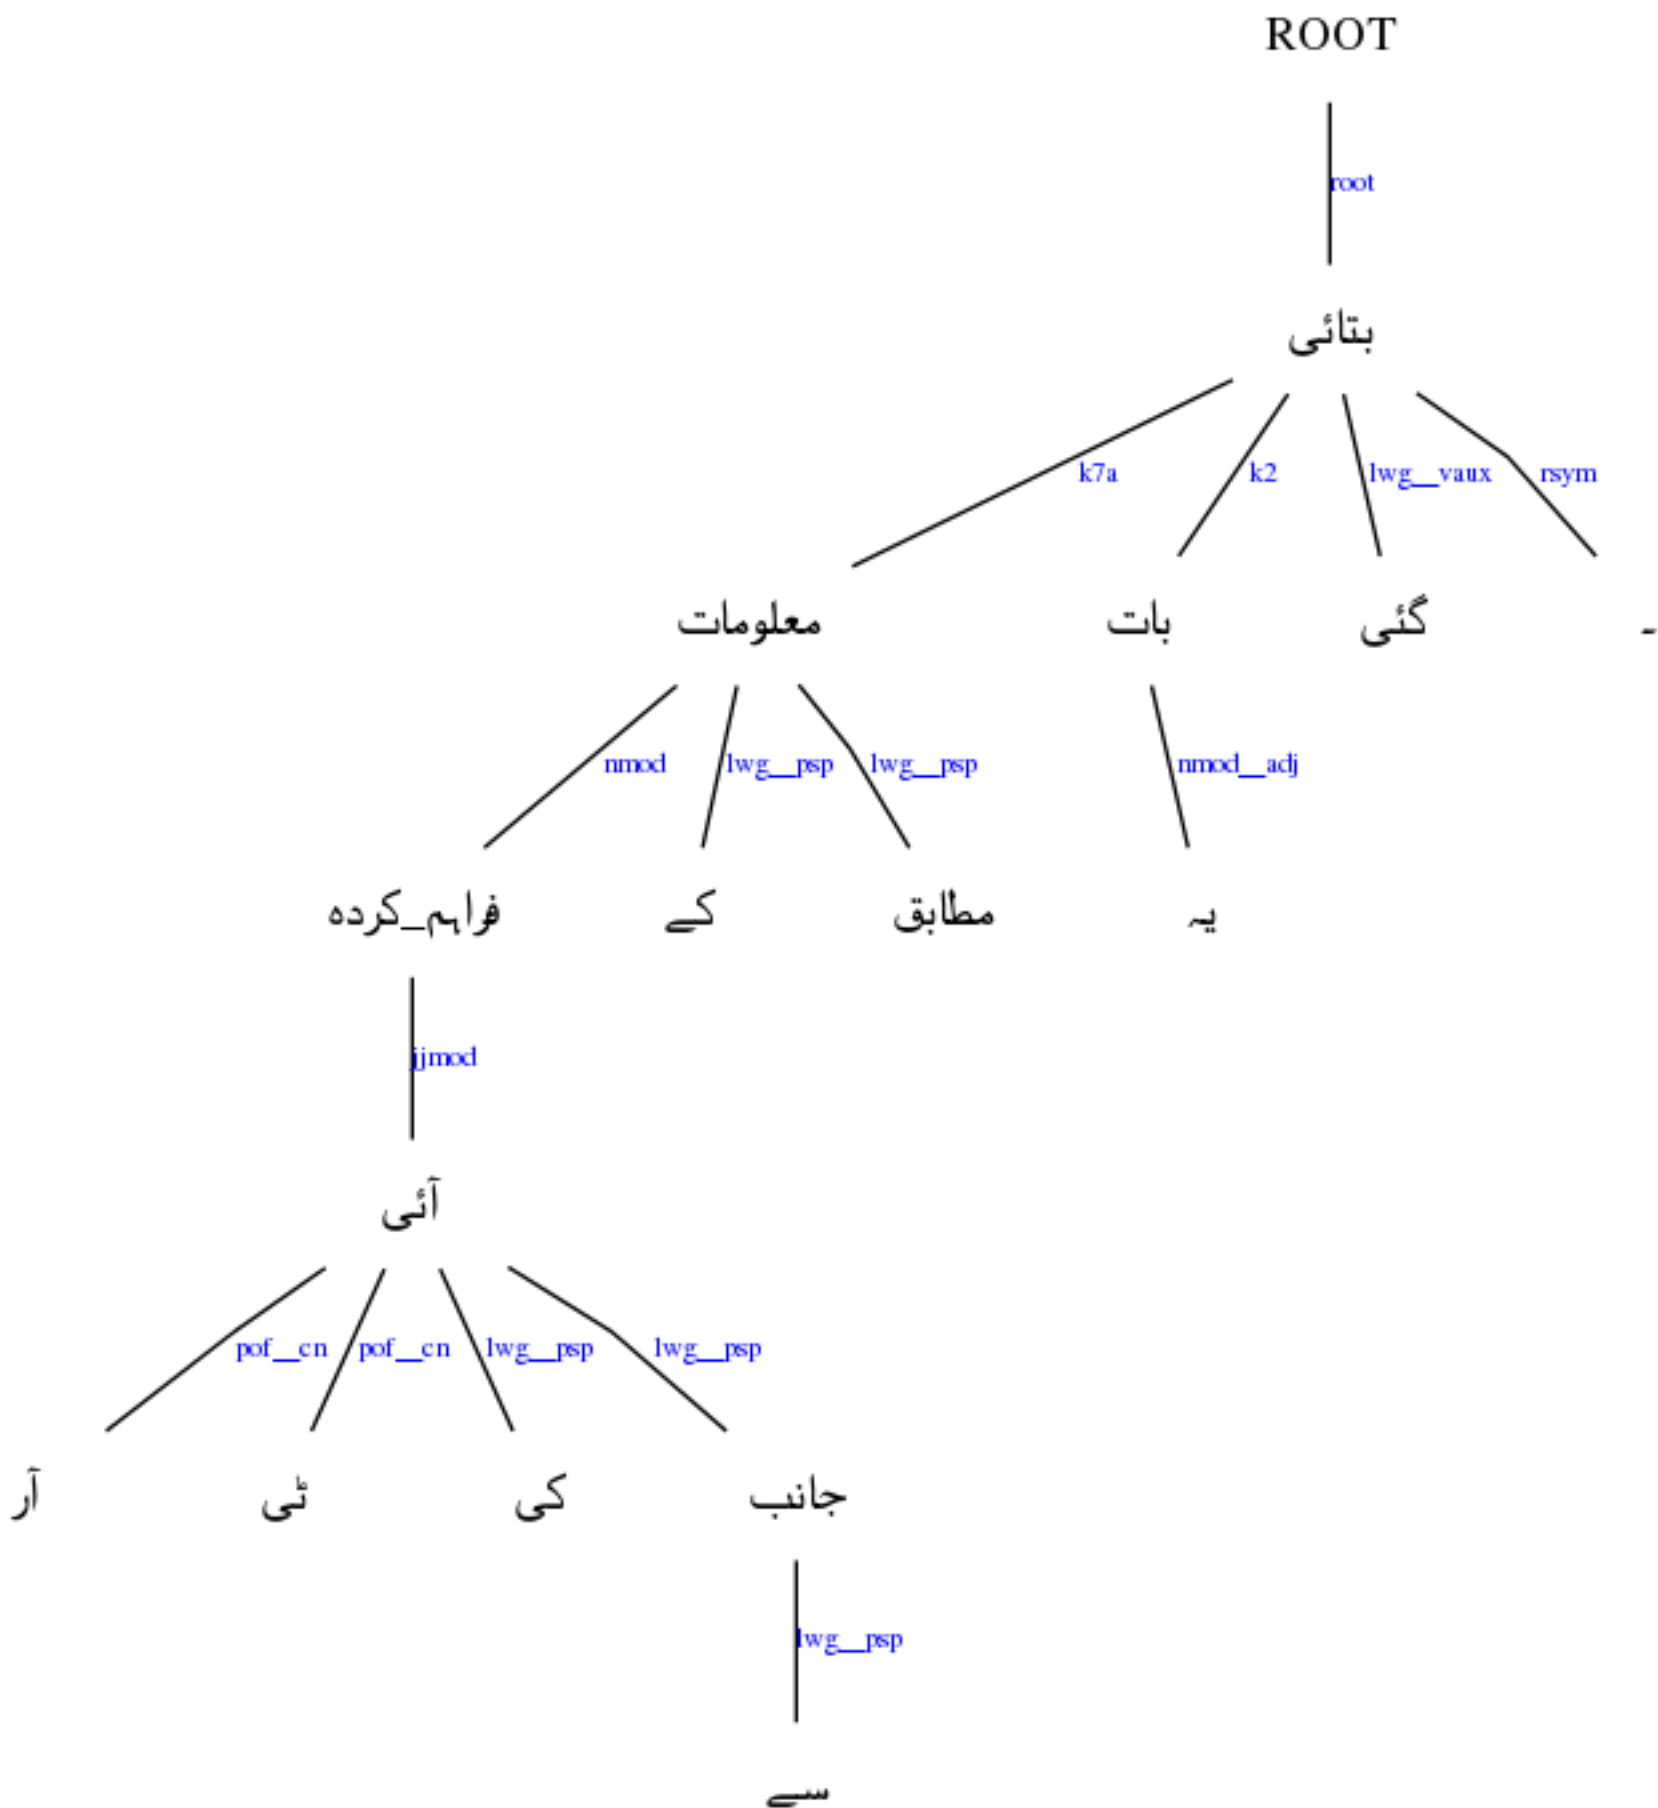 ROOT
root
بتائی
k7a k2 lwg__vaux rsym
معلومات بات گئی ۔
nmod lwg__psp lwg__psp nmod__adj
فراہم_کردہ کے مطابق یہ
jjmod
آئی
pof__cn pof__cn lwg__psp lwg__psp
آر ٹی کی جانب
lwg__psp
سے